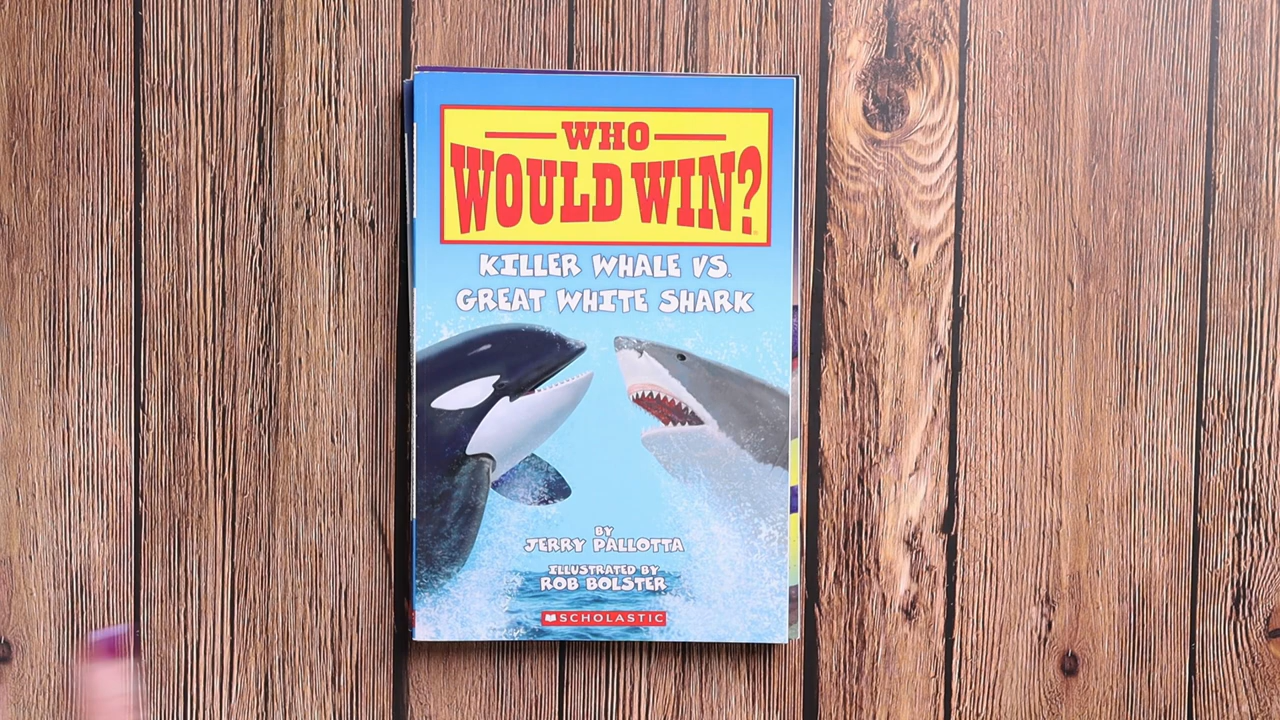 WHO
WOULD WIN?
KILLER WHALE VS.
GREAT WHITE SHARK
BY
JERRY PALLOTTA
ILLUSTRATED BY
ROB BOLSTER
SCHOLASTIC